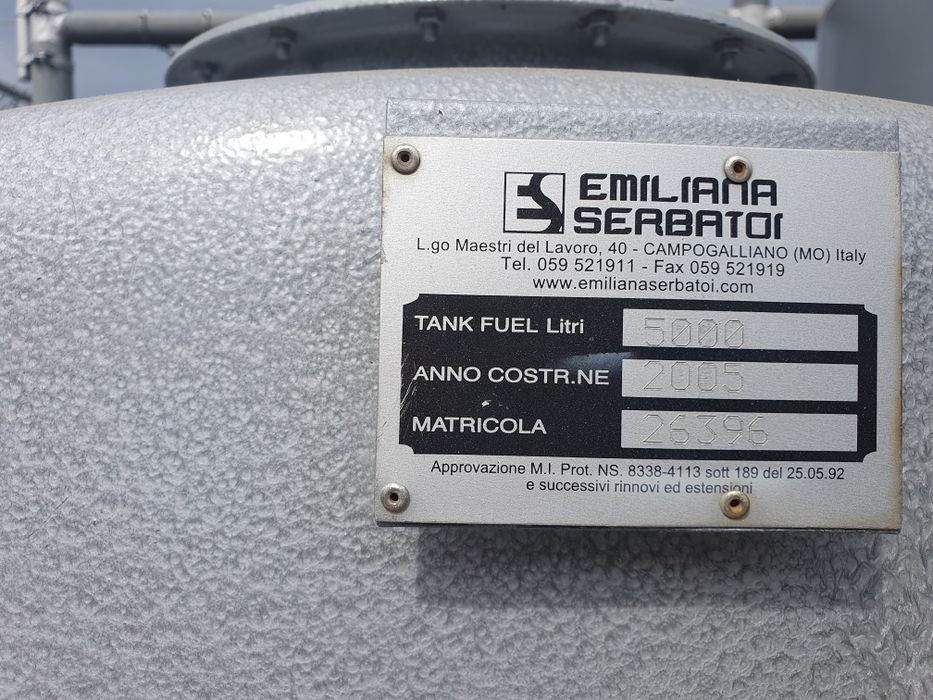 ES EMILIANA
SERBATOI
L.go Maestri del Lavoro, 40 - CAMPOGALLIANO (MO) Italy
Tel. 059 521911 - Fax 059 521919
www.emilianaserbatoi.com
TANK FUEL Litri 5000
ANNO COSTR.NE 2005
MATRICOLA 26396
Approvazione M.I. Prot. NS. 8338-4113 sott 189 del 25.05.92
e successivi rinnovi ed estensioni